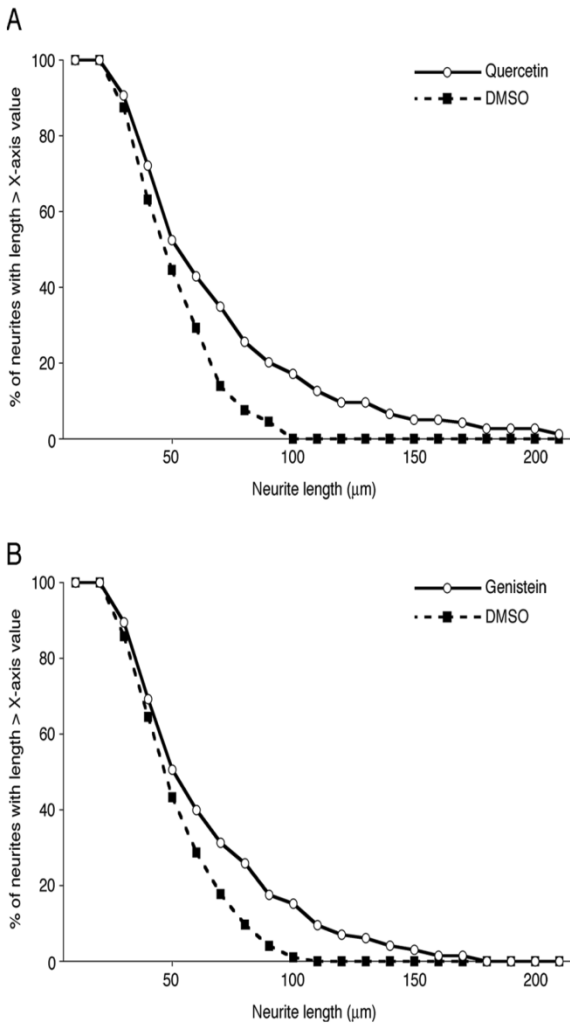 A
% of neurites with length > X-axis value
100
80
60
40
20
0
Quercetin
DMSO
50
100
150
200
Neurite length (μm)
B
% of neurites with length > X-axis value
100
80
60
40
20
0
Genistein
DMSO
50
100
150
200
Neurite length (μm)